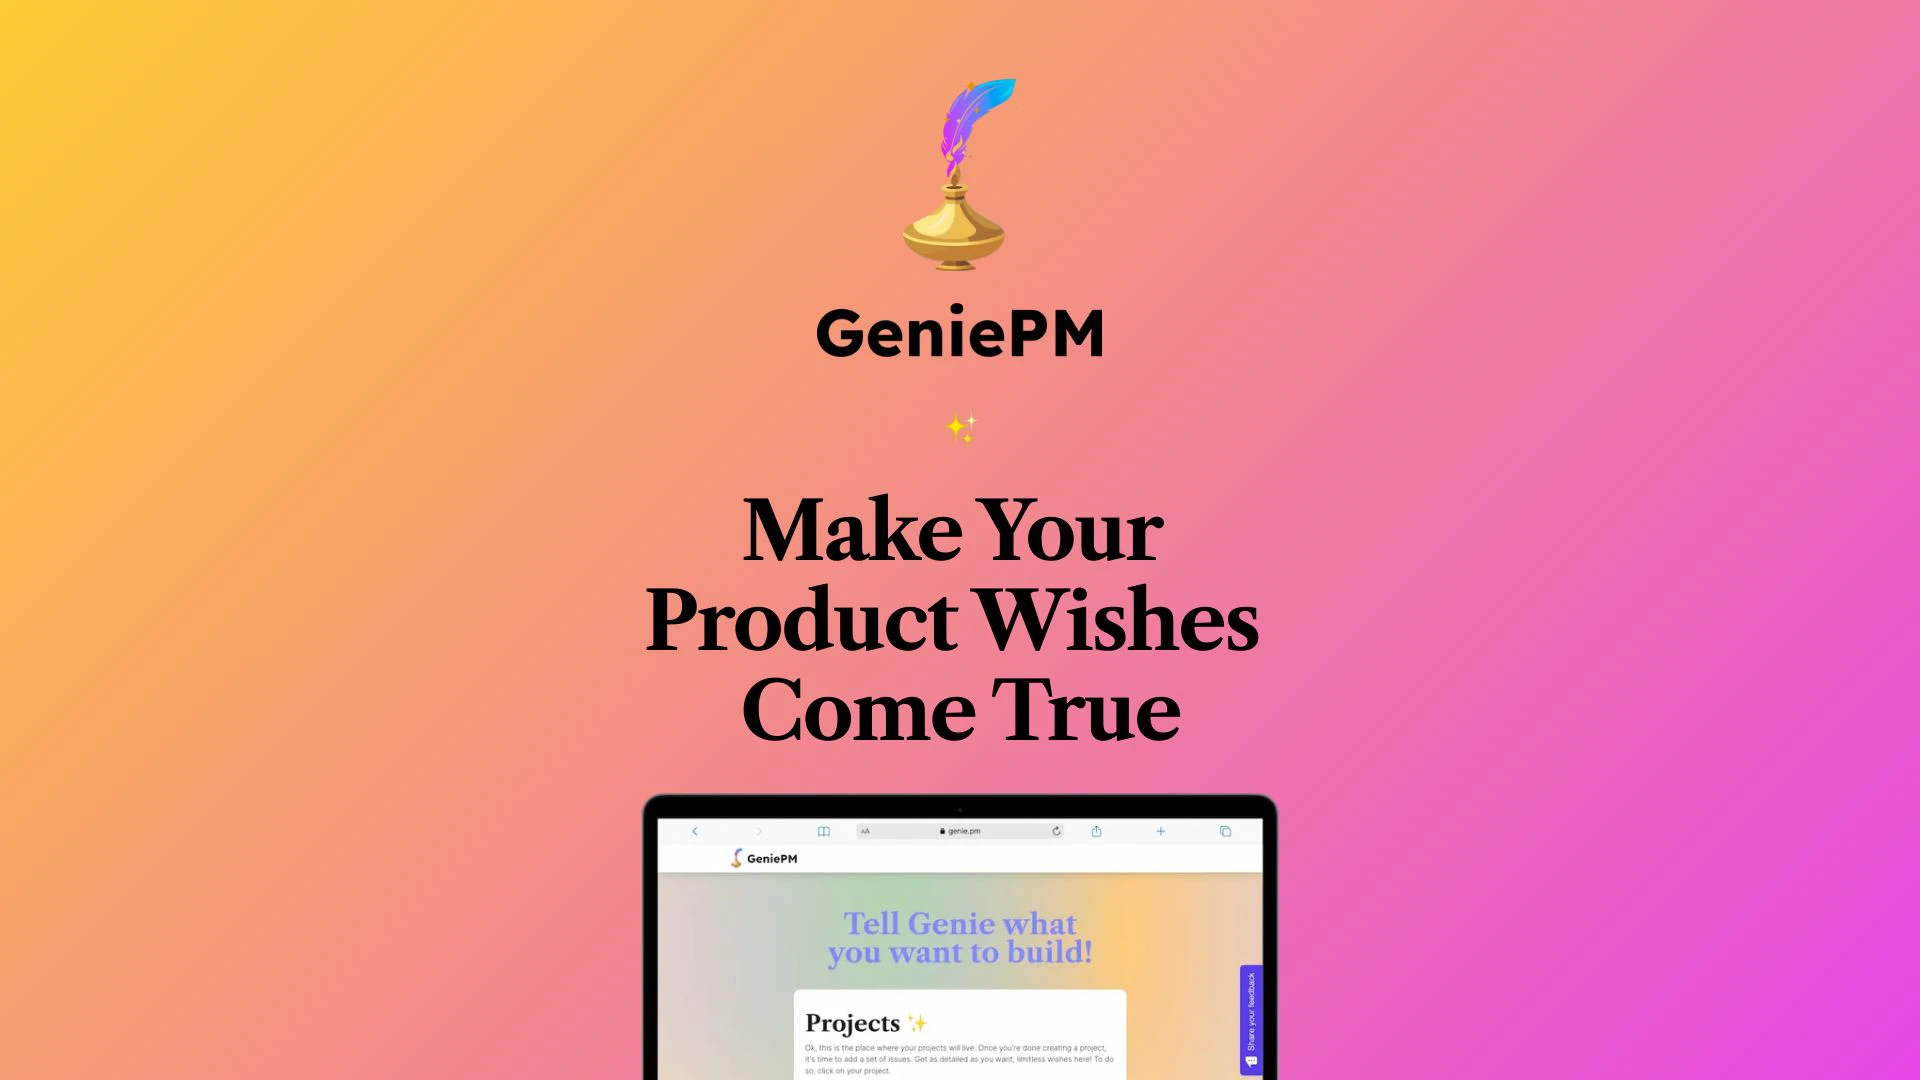 GeniePM
Make Your
Product Wishes
Come True
AA
genie.pm
GeniePM
Tell Genie what
you want to build!
Projects
Ok, this is the place where your projects will live. Once you're done creating a project,
it's time to add a set of issues. Get as detailed as you want, limitless wishes here! To do
so, click on your project.
Share your feedback